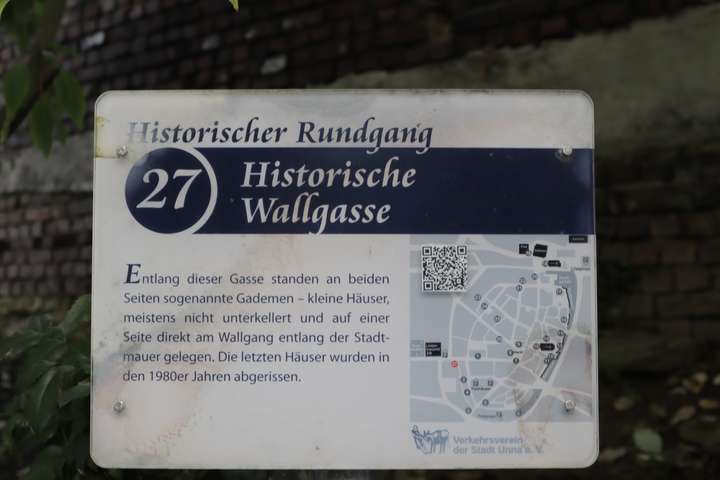 Historischer Rundgang
27
Historische
Wallgasse
Entlang dieser Gasse standen an beiden
Seiten sogenannte Gademen – kleine Häuser,
meistens nicht unterkellert und auf einer
Seite direkt am Wallgang entlang der Stadt-
mauer gelegen. Die letzten Häuser wurden in
den 1980er Jahren abgerissen.
Verkehrsverein
der Stadt Unna e. V.